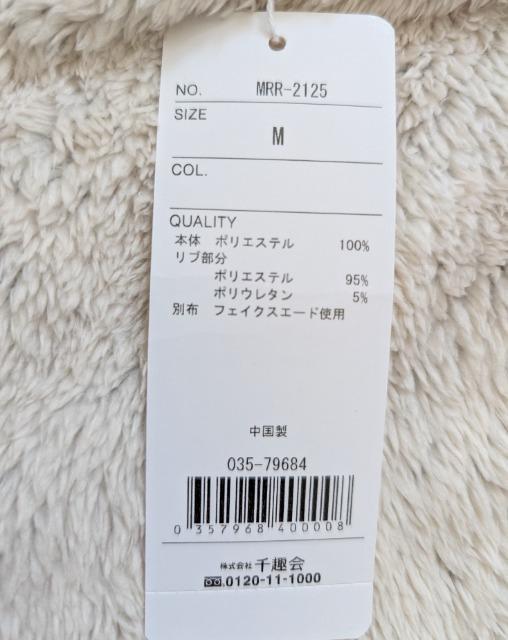 NO. MRR-2125
SIZE
M
COL.
QUALITY
本体 ポリエステル 100%
リブ部分
ポリエステル 95%
ポリウレタン 5%
別布 フェイクスエード使用
中国製
035-79684
0 357968 400008
株式会社 千趣会
0120-11-1000